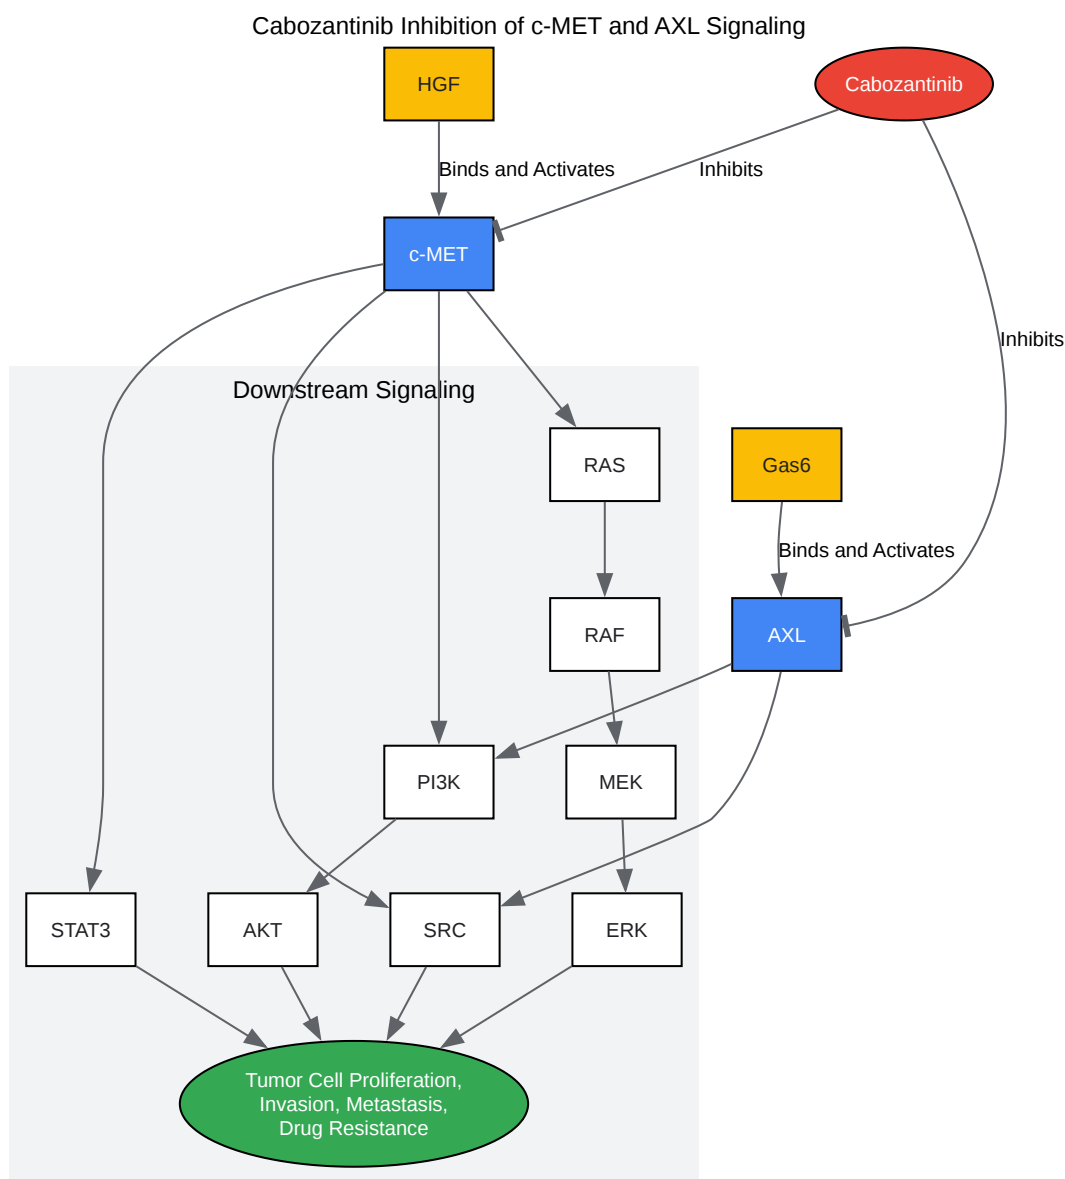 Cabozantinib Inhibition of c-MET and AXL Signaling
HGF
Cabozantinib
Binds and Activates
Inhibits
c-MET
Inhibits
Downstream Signaling
RAS
Gas6
Binds and Activates
RAF
AXL
PI3K
MEK
STAT3
AKT
SRC
ERK
Tumor Cell Proliferation,
Invasion, Metastasis,
Drug Resistance